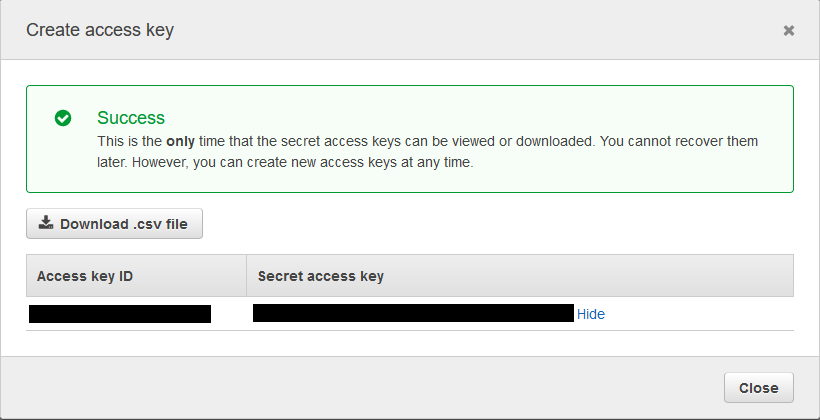 Create access key
Success
This is the only time that the secret access keys can be viewed or downloaded. You cannot recover them
later. However, you can create new access keys at any time.
Download .csv file
Access key ID Secret access key
Hide
Close